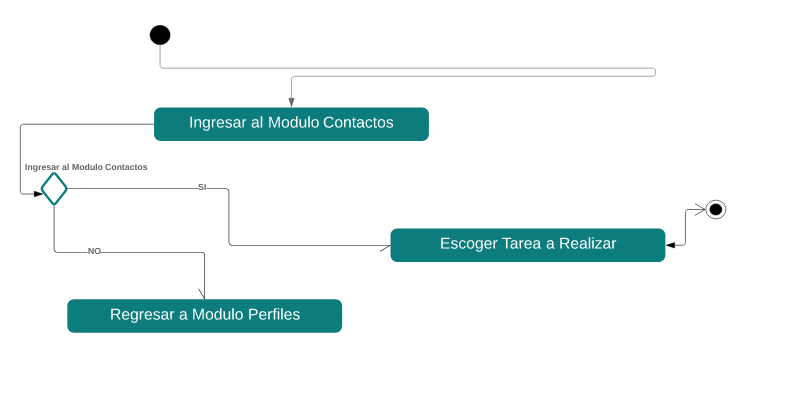 Ingresar al Modulo Contactos
Ingresar al Modulo Contactos
SI
Escoger Tarea a Realizar
NO
Regresar a Modulo Perfiles